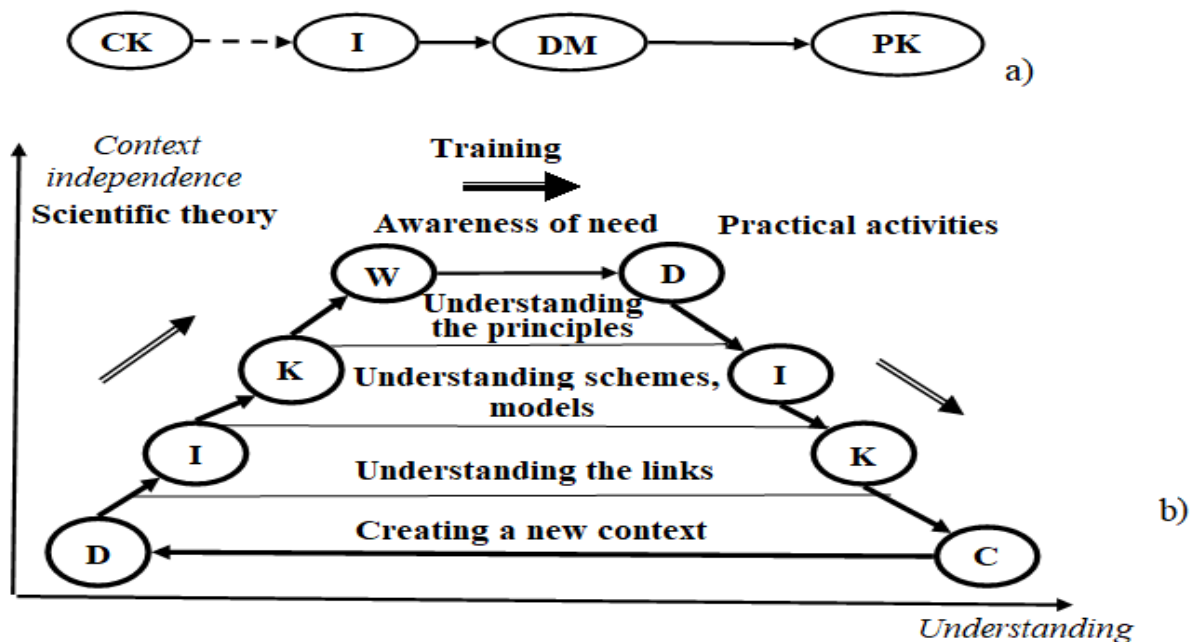 CK I DM PK
a)
Context
independence
Scientific theory
Training
Awareness of need
Practical activities
W D
Understanding
the principles
K I
Understanding schemes,
models
I K
Understanding the links
b)
Creating a new context
D C
Understanding